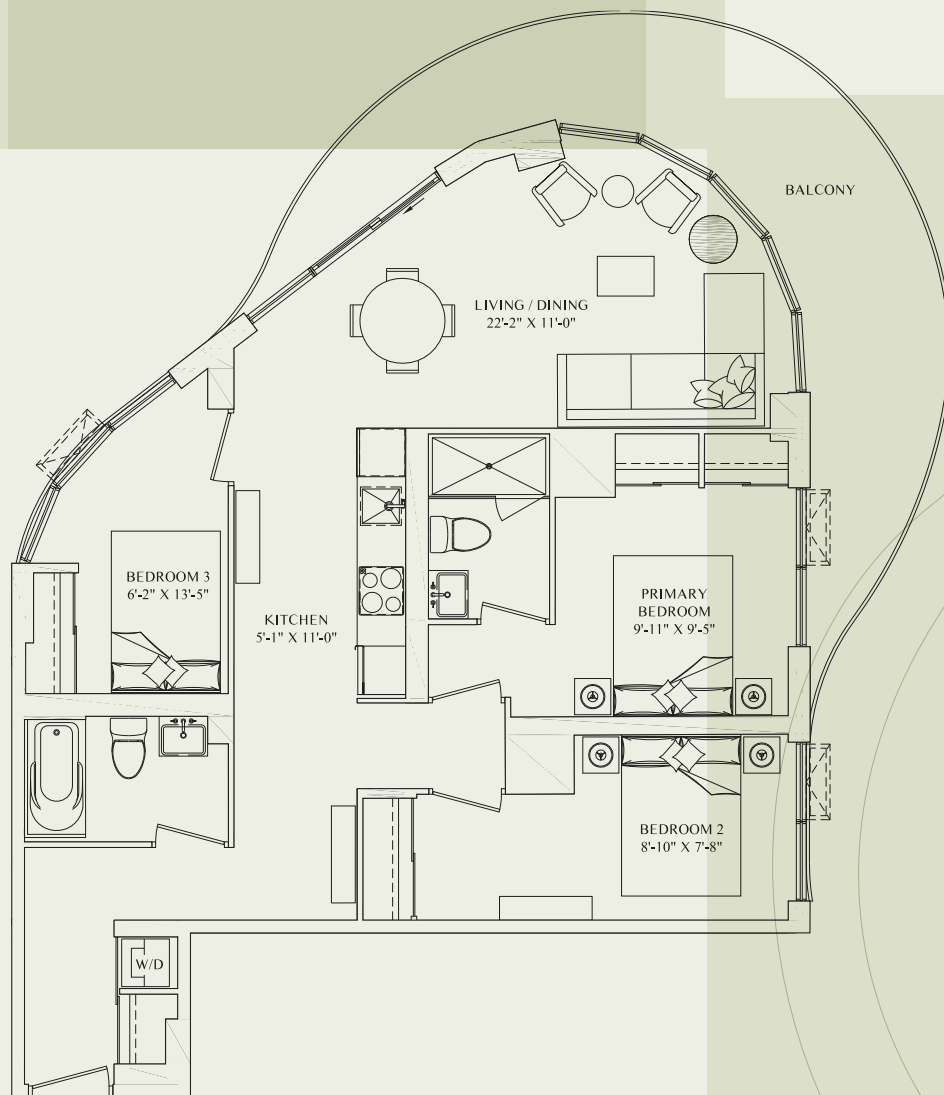 BALCONY
LIVING / DINING
22'-2" X 11'-0"
BEDROOM 3
6'-2" X 13'-5"
KITCHEN
5'-1" X 11'-0"
PRIMARY
BEDROOM
9'-11" X 9'-5"
BEDROOM 2
8'-10" X 7'-8"
W/D